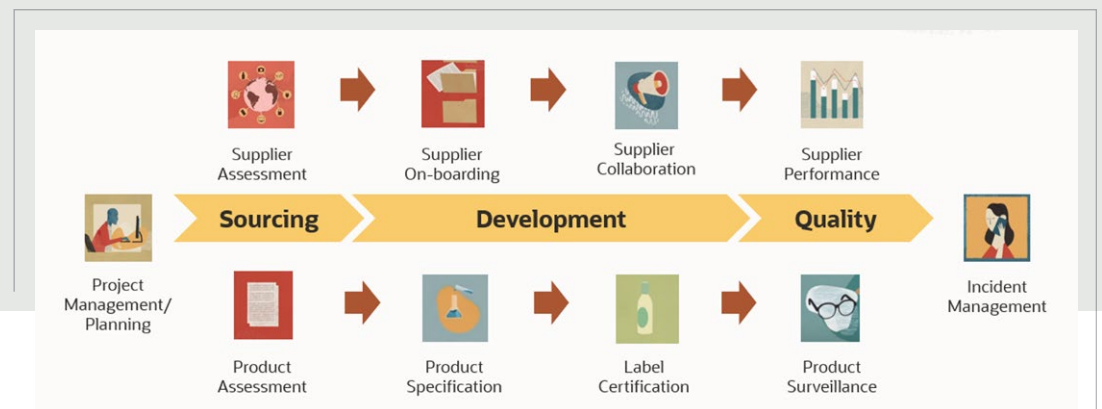 Supplier
Assessment
Supplier
On-boarding
Supplier
Collaboration
Supplier
Performance
Sourcing
Development
Quality
Project
Management/
Planning
Incident
Management
Product
Assessment
Product
Specification
Label
Certification
Product
Surveillance